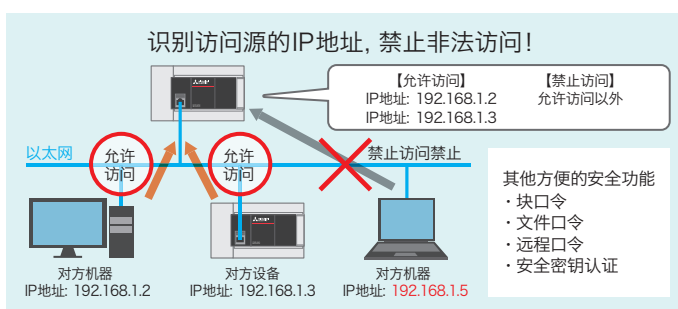 识别访问源的IP地址, 禁止非法访问!
【允许访问】 【禁止访问】
IP地址: 192.168.1.2 允许访问以外
IP地址: 192.168.1.3
以太网
允许
访问
允许
访问
禁止访问禁止
对方机器
IP地址: 192.168.1.2
对方设备
IP地址: 192.168.1.3
对方机器
IP地址: 192.168.1.5
其他方便的安全功能
・块口令
・文件口令
・远程口令
・安全密钥认证